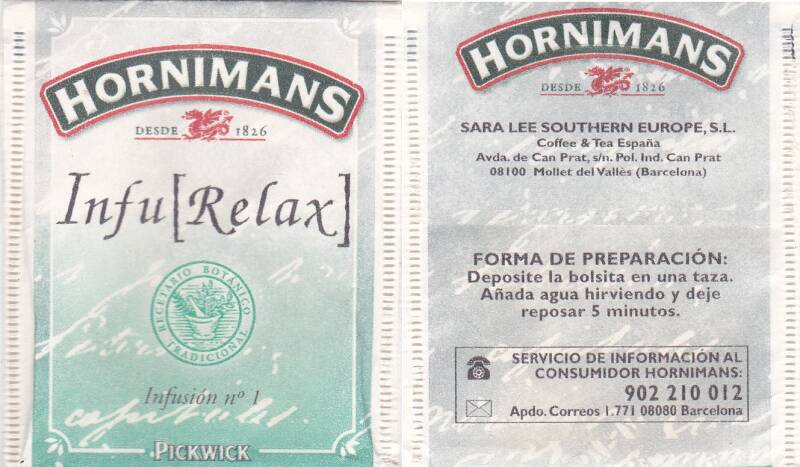 HORNIMANS
DESDE 1826
Infu[Relax]
RECETARIO BOTÁNICO TRADICIONAL
Infusión nº 1
PICKWICK
HORNIMANS
DESDE 1826
SARA LEE SOUTHERN EUROPE, S.L.
Coffee & Tea España
Avda. de Can Prat, s/n. Pol. Ind. Can Prat
08100 Mollet del Vallès (Barcelona)
FORMA DE PREPARACIÓN:
Deposite la bolsita en una taza.
Añada agua hirviendo y deje
reposar 5 minutos.
SERVICIO DE INFORMACIÓN AL
CONSUMIDOR HORNIMANS:
902 210 012
Apdo. Correos 1.771 08080 Barcelona